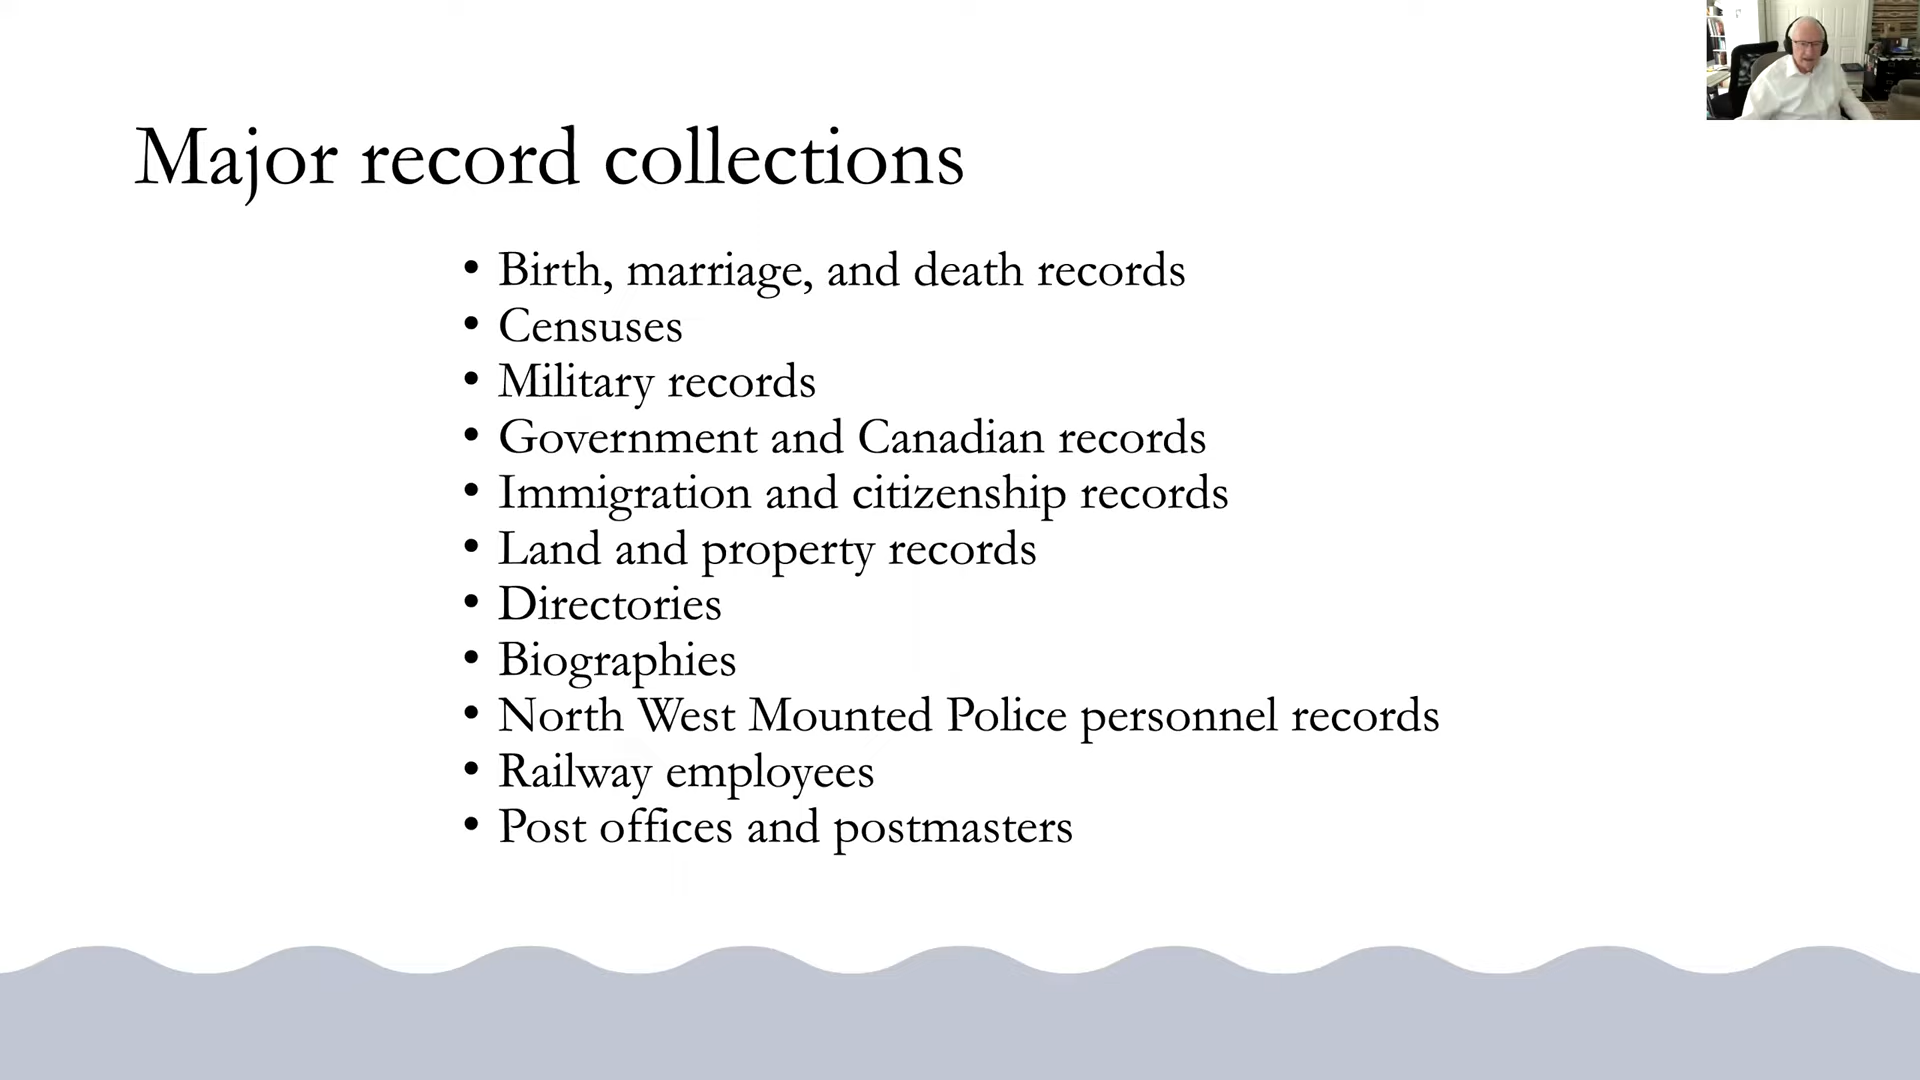 Major record collections
• Birth, marriage, and death records
• Censuses
• Military records
• Government and Canadian records
• Immigration and citizenship records
• Land and property records
• Directories
• Biographies
• North West Mounted Police personnel records
• Railway employees
• Post offices and postmasters